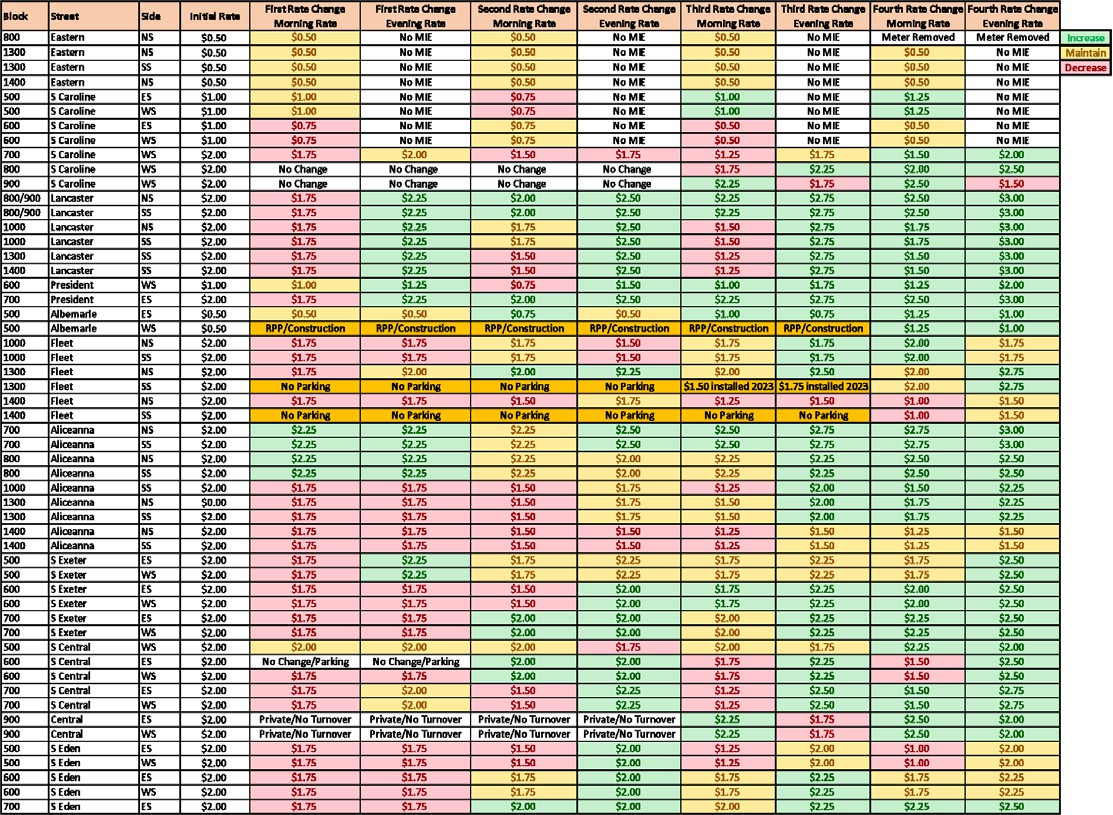 Block Street Side Initial Rate First Rate Change Morning Rate First Rate Change Evening Rate Second Rate Change Morning Rate Second Rate Change Evening Rate Third Rate Change Morning Rate Third Rate Change Evening Rate Fourth Rate Change Morning Rate Fourth Rate Change Evening Rate
800 Eastern NS $0.50 $0.50 No MIE $0.50 No MIE $0.50 No MIE Meter Removed Meter Removed Increase
1300 Eastern NS $0.50 $0.50 No MIE $0.50 No MIE $0.50 No MIE $0.50 No MIE Maintain
1300 Eastern SS $0.50 $0.50 No MIE $0.50 No MIE $0.50 No MIE $0.50 No MIE Decrease
1400 Eastern NS $0.50 $0.50 No MIE $0.50 No MIE $0.50 No MIE $0.50 No MIE
500 S Caroline ES $1.00 $1.00 No MIE $0.75 No MIE $1.00 No MIE $1.25 No MIE
500 S Caroline WS $1.00 $1.00 No MIE $0.75 No MIE $1.00 No MIE $1.25 No MIE
600 S Caroline ES $1.00 $0.75 No MIE $0.75 No MIE $0.50 No MIE $0.50 No MIE
600 S Caroline WS $1.00 $0.75 No MIE $0.75 No MIE $0.50 No MIE $0.50 No MIE
700 S Caroline WS $2.00 $1.75 $2.00 $1.50 $1.75 $1.25 $1.75 $1.50 $2.00
800 S Caroline WS $2.00 No Change No Change No Change No Change $1.75 $2.25 $2.00 $2.50
900 S Caroline WS $2.00 No Change No Change No Change No Change $2.25 $1.75 $2.50 $1.50
800/900 Lancaster NS $2.00 $1.75 $2.25 $2.00 $2.50 $2.25 $2.75 $2.50 $3.00
800/900 Lancaster SS $2.00 $1.75 $2.25 $2.00 $2.50 $2.25 $2.75 $2.50 $3.00
1000 Lancaster NS $2.00 $1.75 $2.25 $1.75 $2.50 $1.50 $2.75 $1.75 $3.00
1000 Lancaster SS $2.00 $1.75 $2.25 $1.75 $2.50 $1.50 $2.75 $1.75 $3.00
1300 Lancaster SS $2.00 $1.75 $2.25 $1.50 $2.50 $1.25 $2.75 $1.50 $3.00
1400 Lancaster SS $2.00 $1.75 $2.25 $1.50 $2.50 $1.25 $2.75 $1.50 $3.00
600 President WS $1.00 $1.00 $1.25 $0.75 $1.50 $1.00 $1.75 $1.25 $2.00
700 President ES $2.00 $1.75 $2.25 $2.00 $2.50 $2.25 $2.75 $2.50 $3.00
500 Albemarle ES $0.50 $0.50 $0.50 $0.75 $0.50 $1.00 $0.75 $1.25 $1.00
500 Albemarle WS $0.50 RPP/Construction RPP/Construction RPP/Construction RPP/Construction RPP/Construction RPP/Construction $1.25 $1.00
1000 Fleet NS $2.00 $1.75 $1.75 $1.75 $1.50 $1.75 $1.75 $2.00 $1.75
1000 Fleet SS $2.00 $1.75 $1.75 $1.75 $1.50 $1.75 $1.75 $2.00 $1.75
1300 Fleet NS $2.00 $1.75 $2.00 $2.00 $2.25 $2.00 $2.50 $2.00 $2.75
1300 Fleet SS $2.00 No Parking No Parking No Parking No Parking $1.50 installed 2023 $1.75 installed 2023 $2.00 $2.75
1400 Fleet NS $2.00 $1.75 $1.75 $1.50 $1.75 $1.25 $1.50 $1.00 $1.50
1400 Fleet SS $2.00 No Parking No Parking No Parking No Parking No Parking No Parking $1.00 $1.50
700 Aliceanna NS $2.00 $2.25 $2.25 $2.25 $2.50 $2.50 $2.75 $2.75 $3.00
700 Aliceanna SS $2.00 $2.25 $2.25 $2.25 $2.50 $2.50 $2.75 $2.75 $3.00
800 Aliceanna NS $2.00 $2.25 $2.25 $2.25 $2.00 $2.25 $2.25 $2.50 $2.50
800 Aliceanna SS $2.00 $2.25 $2.25 $2.25 $2.00 $2.25 $2.25 $2.50 $2.50
1000 Aliceanna SS $2.00 $1.75 $1.75 $1.50 $1.75 $1.25 $2.00 $1.50 $2.25
1300 Aliceanna NS $0.00 $1.75 $1.75 $1.50 $1.75 $1.50 $2.00 $1.75 $2.25
1300 Aliceanna SS $2.00 $1.75 $1.75 $1.50 $1.75 $1.50 $2.00 $1.75 $2.25
1400 Aliceanna NS $2.00 $1.75 $1.75 $1.50 $1.50 $1.25 $1.50 $1.25 $1.50
1400 Aliceanna SS $2.00 $1.75 $1.75 $1.50 $1.50 $1.25 $1.50 $1.25 $1.50
500 S Exeter ES $2.00 $1.75 $2.25 $1.75 $2.25 $1.75 $2.25 $1.75 $2.50
500 S Exeter WS $2.00 $1.75 $2.25 $1.75 $2.25 $1.75 $2.25 $1.75 $2.50
600 S Exeter ES $2.00 $1.75 $1.75 $1.50 $2.00 $1.75 $2.25 $2.00 $2.50
600 S Exeter WS $2.00 $1.75 $1.75 $1.50 $2.00 $1.75 $2.25 $2.00 $2.50
700 S Exeter ES $2.00 $1.75 $1.75 $2.00 $2.00 $2.00 $2.25 $2.25 $2.50
700 S Exeter WS $2.00 $1.75 $1.75 $2.00 $2.00 $2.00 $2.25 $2.25 $2.50
500 S Central WS $2.00 $2.00 $2.00 $2.00 $1.75 $2.00 $1.75 $2.25 $2.00
600 S Central ES $2.00 No Change/Parking No Change/Parking $2.00 $2.00 $1.75 $2.25 $1.50 $2.50
600 S Central WS $2.00 $1.75 $1.75 $2.00 $2.00 $1.75 $2.25 $1.50 $2.50
700 S Central ES $2.00 $1.75 $2.00 $1.50 $2.25 $1.25 $2.50 $1.50 $2.75
700 S Central WS $2.00 $1.75 $2.00 $1.50 $2.25 $1.25 $2.50 $1.50 $2.75
900 Central ES $2.00 Private/No Turnover Private/No Turnover Private/No Turnover Private/No Turnover $2.25 $1.75 $2.50 $2.00
900 Central WS $2.00 Private/No Turnover Private/No Turnover Private/No Turnover Private/No Turnover $2.25 $1.75 $2.50 $2.00
500 S Eden ES $2.00 $1.75 $1.75 $1.50 $2.00 $1.25 $2.00 $1.00 $2.00
500 S Eden WS $2.00 $1.75 $1.75 $1.50 $2.00 $1.25 $2.00 $1.00 $2.00
600 S Eden ES $2.00 $1.75 $1.75 $1.75 $2.00 $1.75 $2.25 $1.75 $2.25
600 S Eden WS $2.00 $1.75 $1.75 $1.75 $2.00 $1.75 $2.25 $1.75 $2.25
700 S Eden ES $2.00 $1.75 $1.75 $2.00 $2.00 $2.00 $2.25 $2.25 $2.50